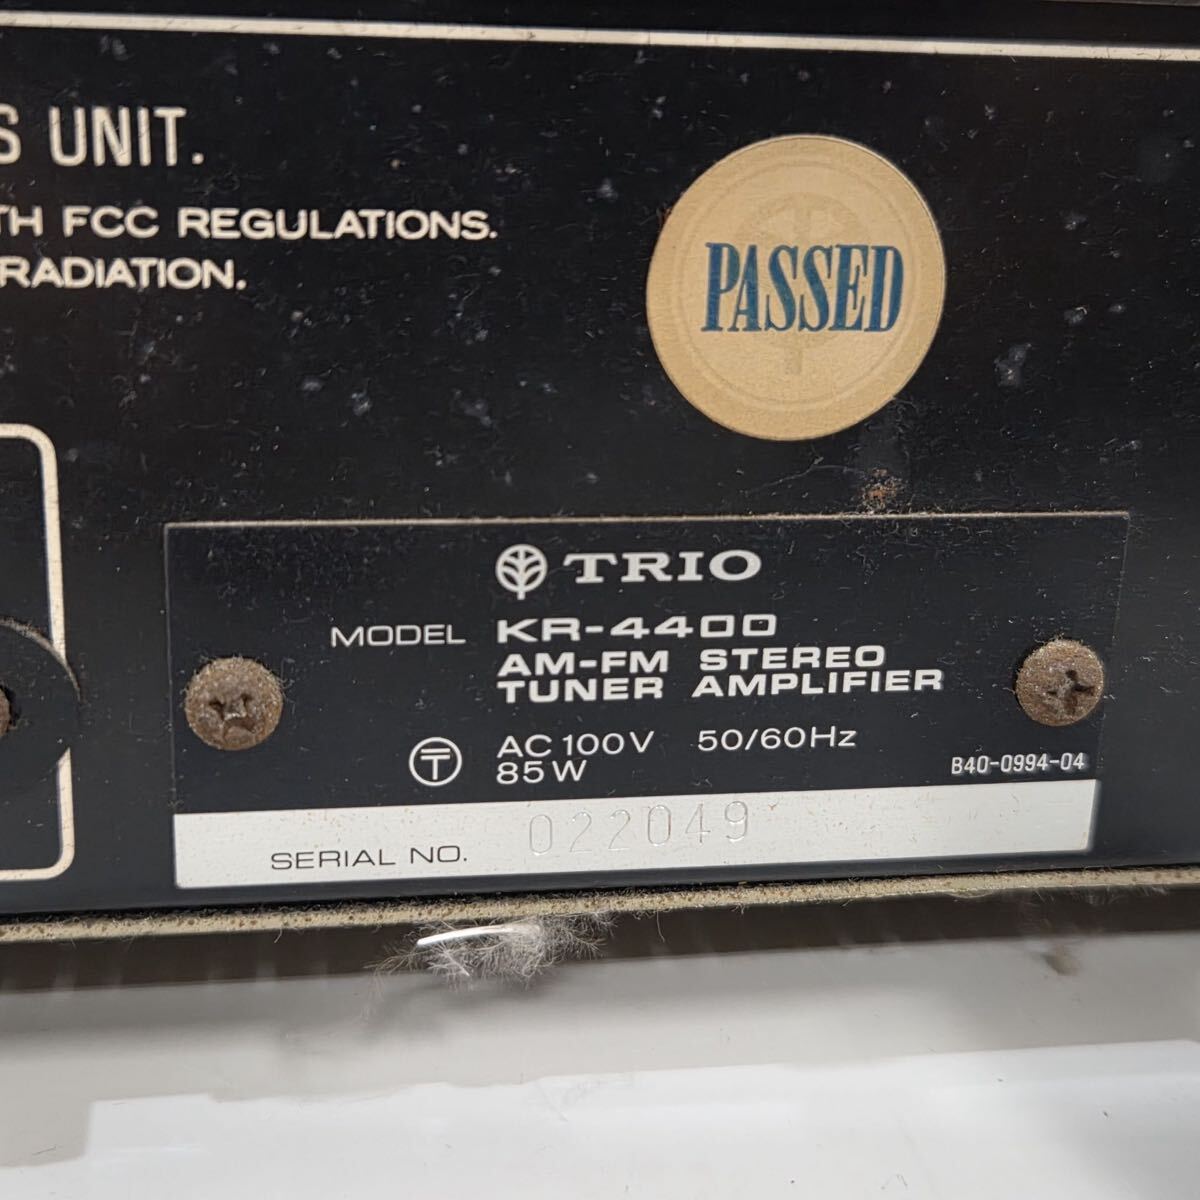 S UNIT.
TH FCC REGULATIONS.
RADIATION.
PASSED
TRIO
MODEL KR-4400
AM-FM STEREO
TUNER AMPLIFIER
AC 100V 50/60Hz
85W
B40-0994-04
SERIAL NO. 022049